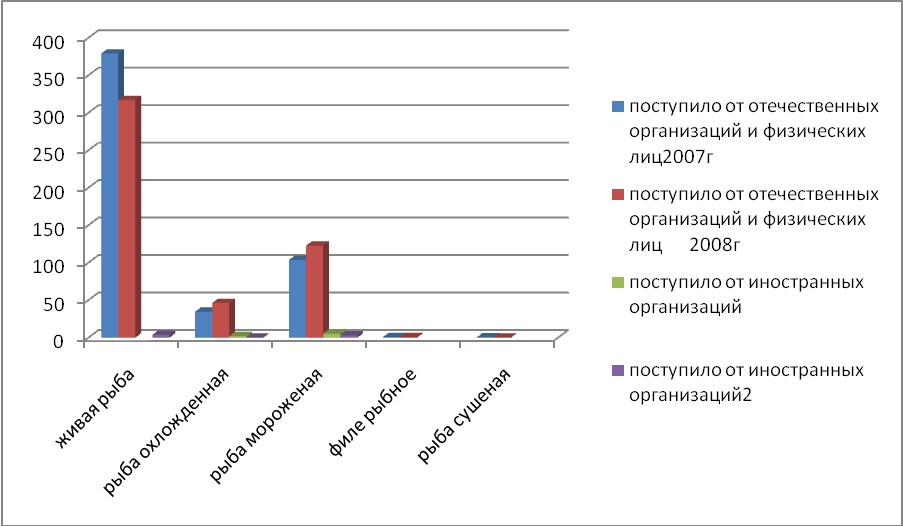 400
350
300
250
200
150
100
50
0
живая рыба
рыба охложденная
рыба мороженая
филе рыбное
рыба сушеная
поступило от отечественных
организаций и физических
лиц2007г
поступило от отечественных
организаций и физических
лиц 2008г
поступило от иностранных
организаций
поступило от иностранных
организаций2